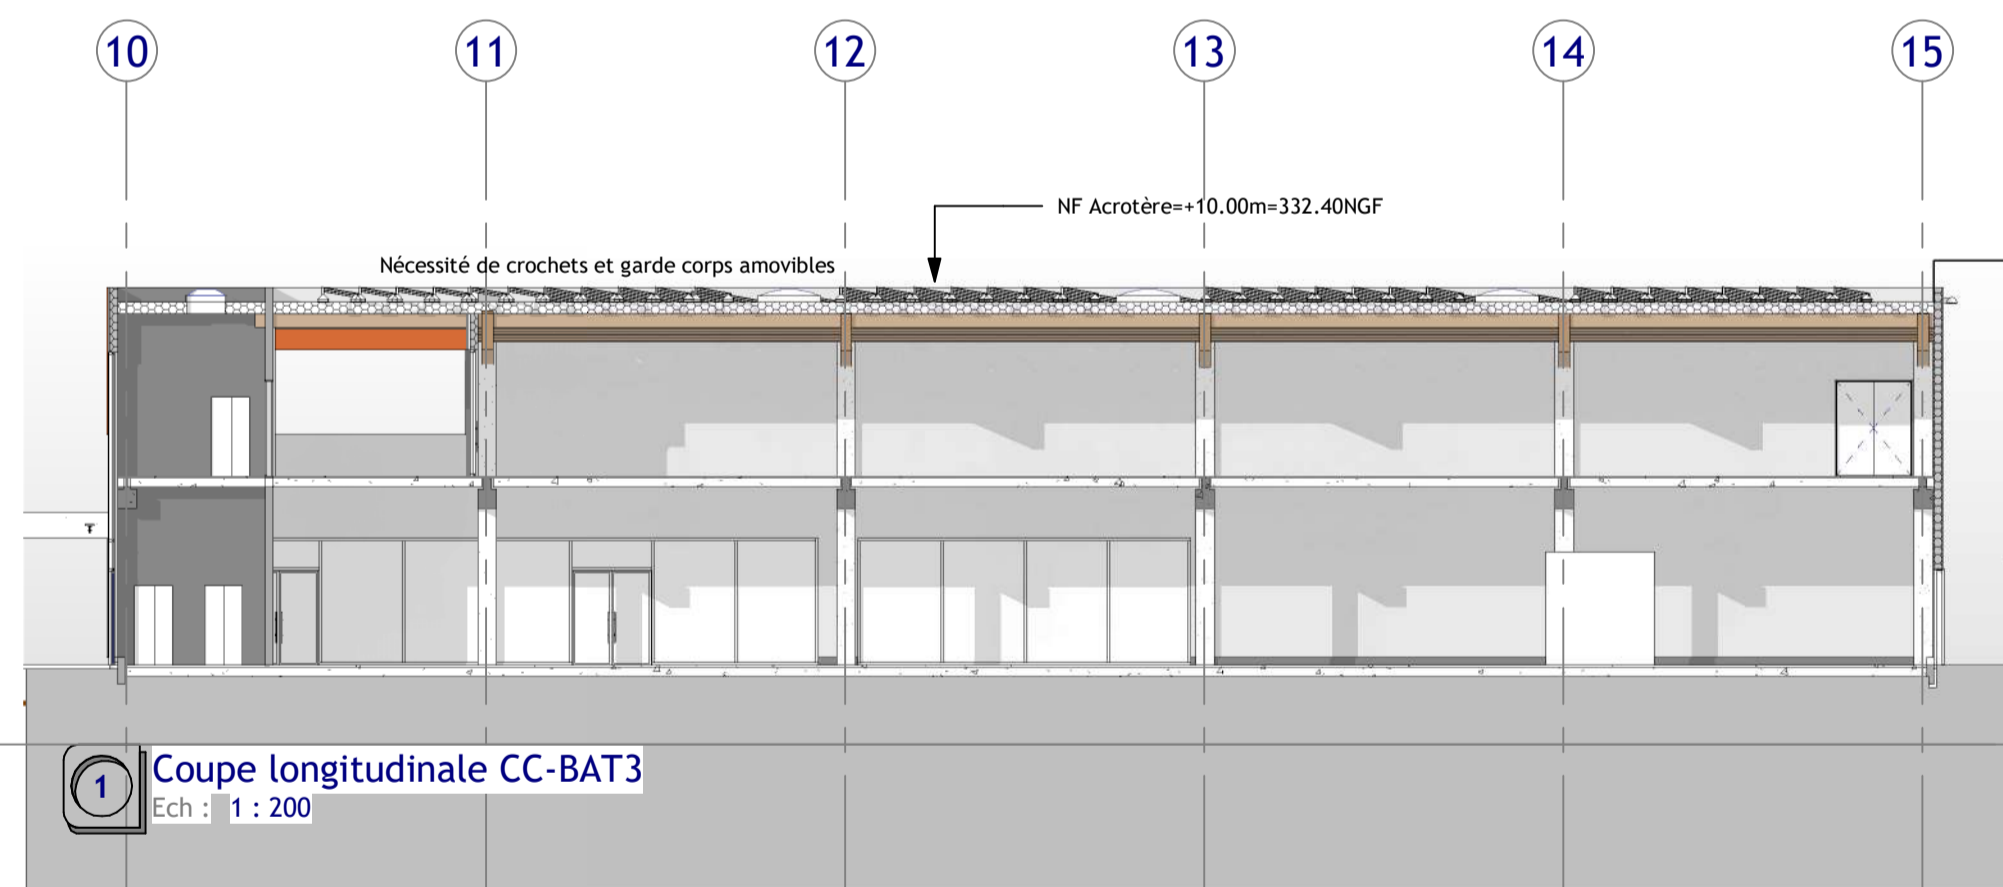 10 11 12 13 14 15
NF Acrotère=+10.00m=332.40NGF
Nécessité de crochets et garde corps amovibles
1 Coupe longitudinale CC-BAT3
Ech : 1 : 200